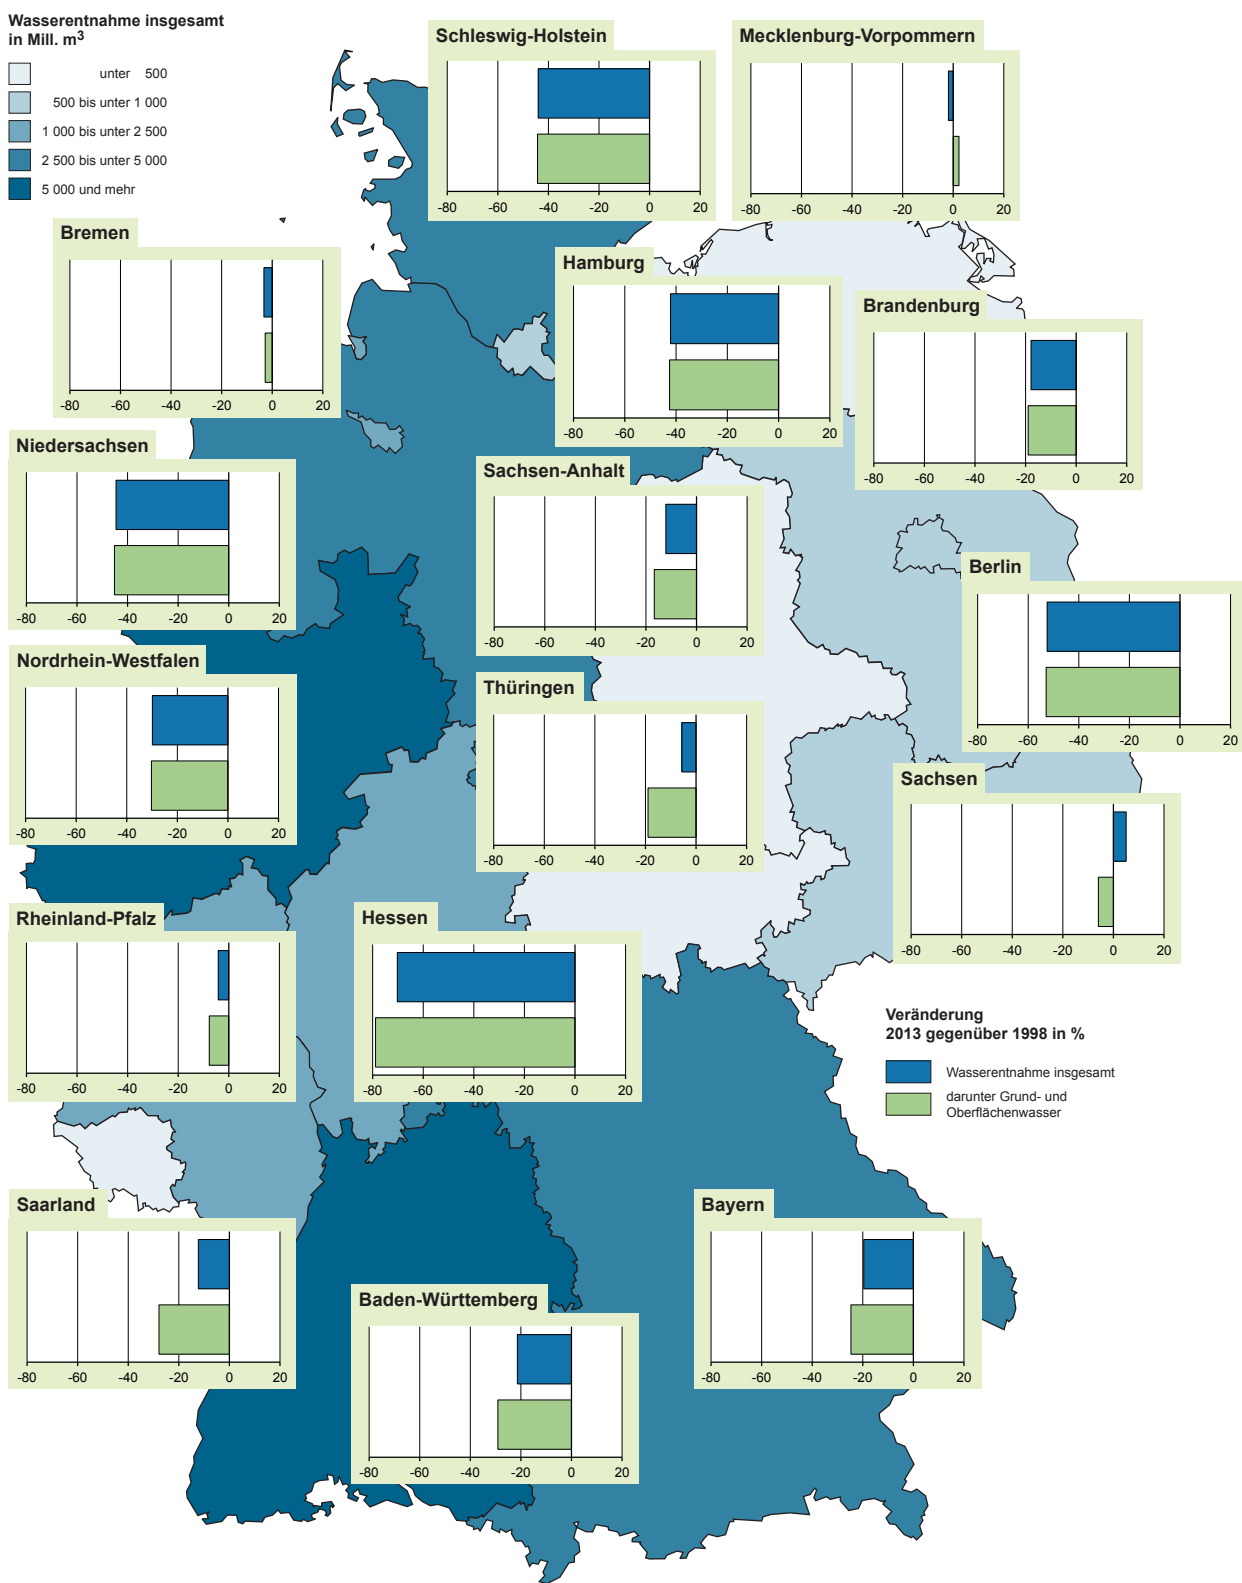 Wasserentnahme insgesamt
in Mill. m³
unter 500
500 bis unter 1 000
1 000 bis unter 2 500
2 500 bis unter 5 000
5 000 und mehr
Schleswig-Holstein
-80 -60 -40 -20 0 20
Mecklenburg-Vorpommern
-80 -60 -40 -20 0 20
Bremen
-80 -60 -40 -20 0 20
Hamburg
-80 -60 -40 -20 0 20
Brandenburg
-80 -60 -40 -20 0 20
Niedersachsen
-80 -60 -40 -20 0 20
Sachsen-Anhalt
-80 -60 -40 -20 0 20
Berlin
-80 -60 -40 -20 0 20
Nordrhein-Westfalen
-80 -60 -40 -20 0 20
Thüringen
-80 -60 -40 -20 0 20
Sachsen
-80 -60 -40 -20 0 20
Rheinland-Pfalz
-80 -60 -40 -20 0 20
Hessen
-80 -60 -40 -20 0 20
Veränderung
2013 gegenüber 1998 in %
Wasserentnahme insgesamt
darunter Grund- und
Oberflächenwasser
Saarland
-80 -60 -40 -20 0 20
Bayern
-80 -60 -40 -20 0 20
Baden-Württemberg
-80 -60 -40 -20 0 20